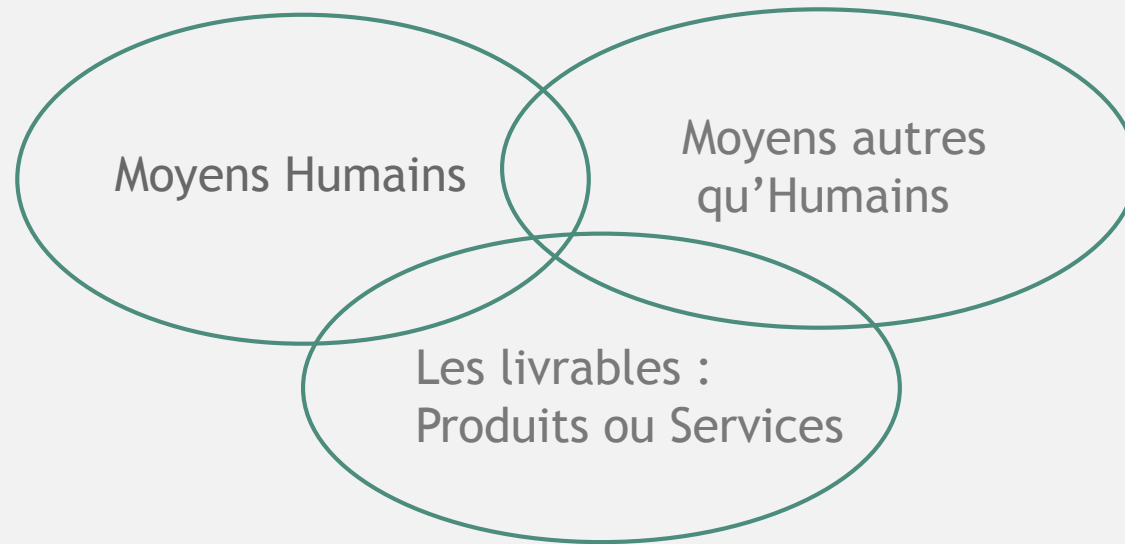 Moyens Humains
Moyens autres
qu’Humains
Les livrables :
Produits ou Services